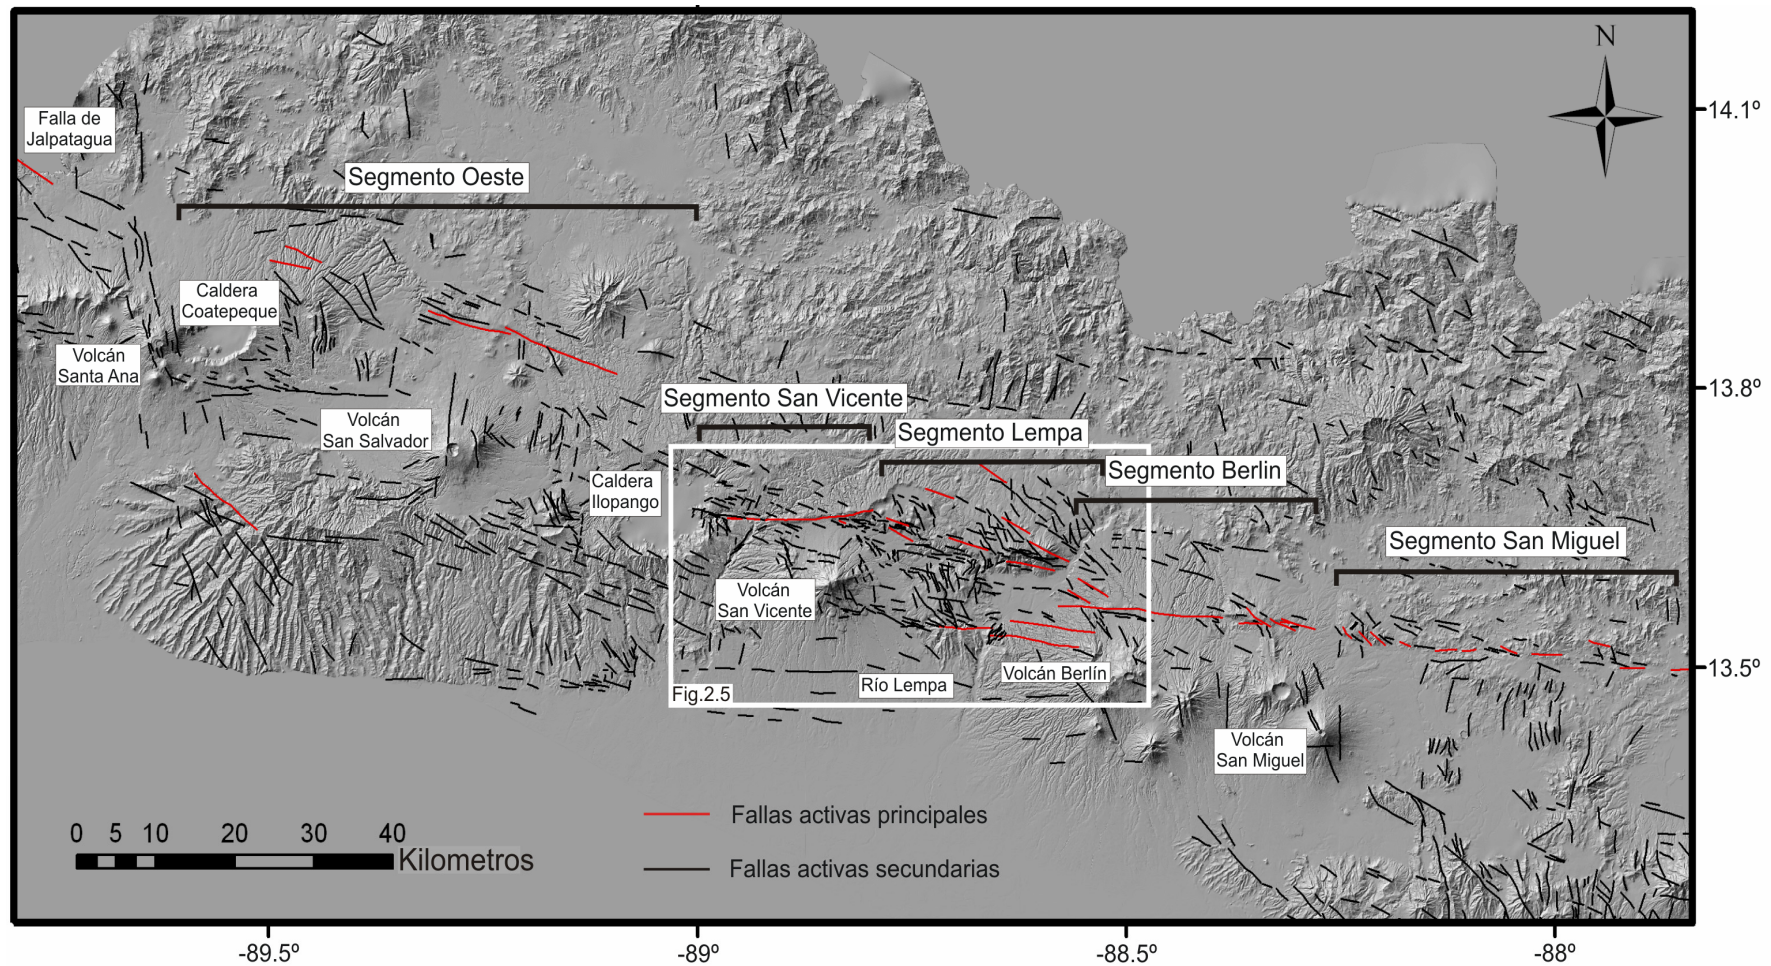 N
14.1º
Falla de
Jalpatagua
Segmento Oeste
Caldera
Coatepeque
Volcán
Santa Ana
13.8º
Segmento San Vicente
Volcán
San Salvador
Segmento Lempa
Segmento Berlin
Caldera
Ilopango
Segmento San Miguel
Volcán
San Vicente
Volcán Berlín
13.5º
Río Lempa
Fig.2.5
Volcán
San Miguel
Fallas activas principales
0 5 10 20 30 40
Kilometros
Fallas activas secundarias
-89.5º -89º -88.5º -88º